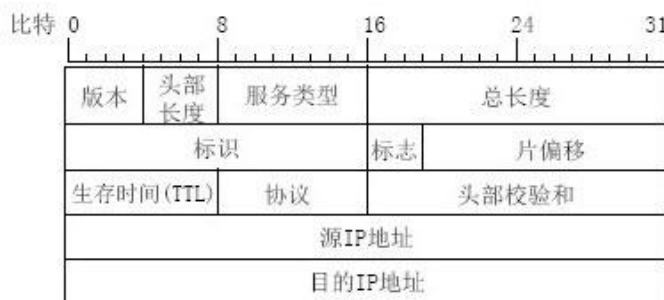 比特 0 8 16 24 31
版本 头部长度 服务类型 总长度
标识 标志 片偏移
生存时间(TTL) 协议 头部校验和
源IP地址
目的IP地址